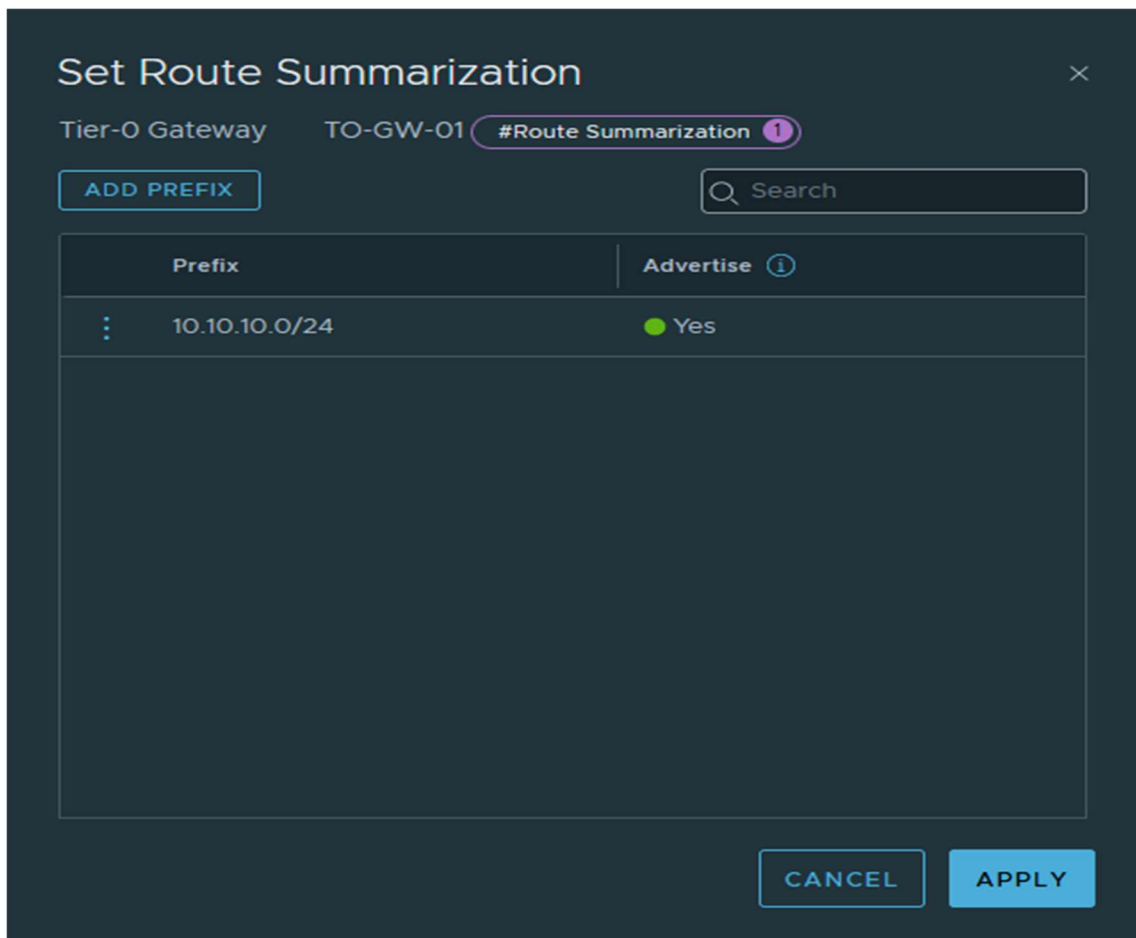 Set Route Summarization
Tier-0 Gateway TO-GW-01 #Route Summarization 1
ADD PREFIX Search
Prefix Advertise
10.10.10.0/24 Yes
CANCEL APPLY